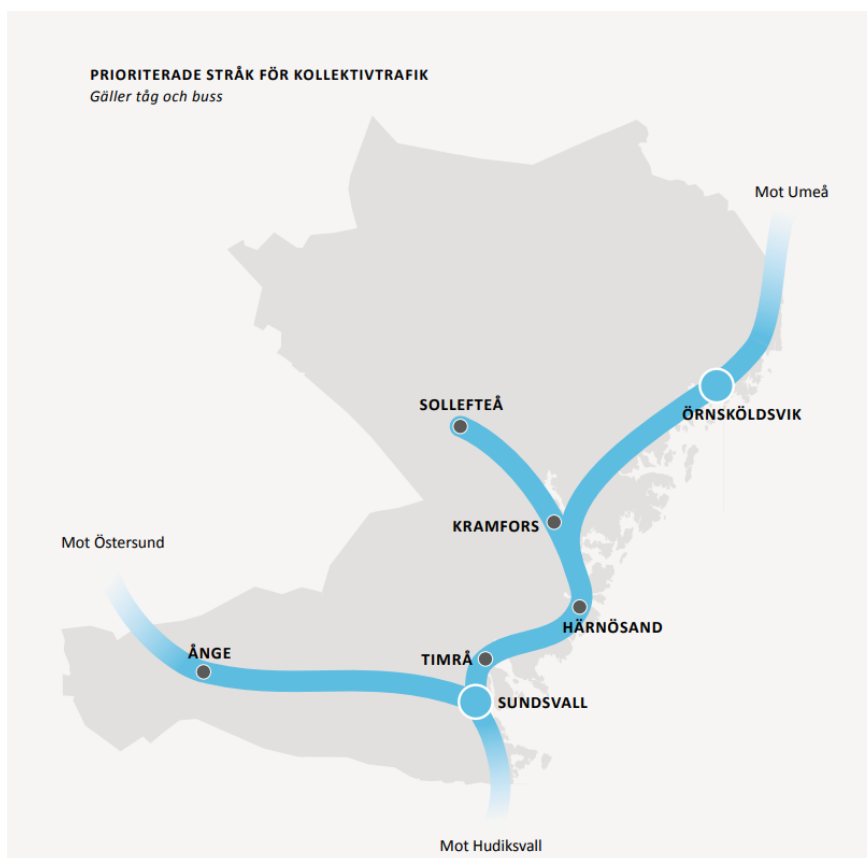 PRIORITERADE STRÅK FÖR KOLLEKTIVTRAFIK
Gäller tåg och buss
Mot Umeå
SOLLEFTEÅ
ÖRNSKÖLDSVIK
KRAMFORS
Mot Östersund
HÄRNÖSAND
ÅNGE
TIMRÅ
SUNDSVALL
Mot Hudiksvall